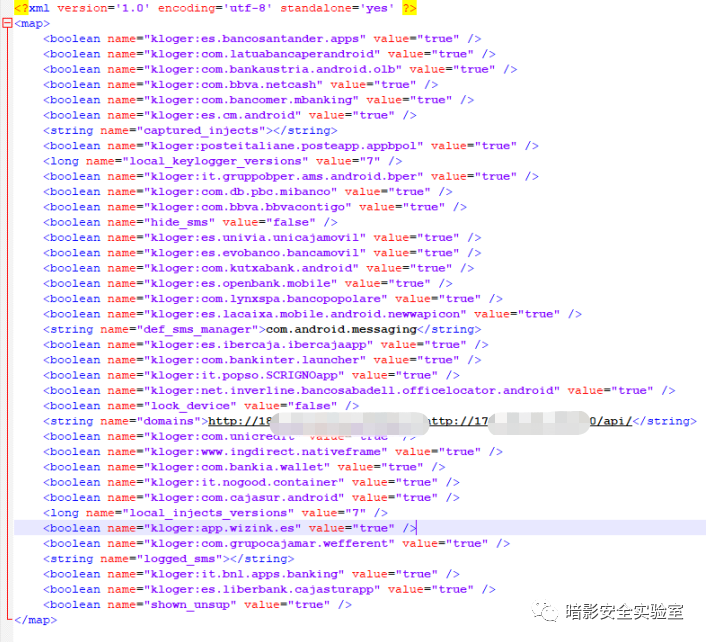 <?xml version='1.0' encoding='utf-8' standalone='yes' ?>
<map>
<boolean name="kloger:es.bancosantander.apps" value="true" />
<boolean name="kloger:com.latuabancaperandroid" value="true" />
<boolean name="kloger:com.bankaustria.android.olb" value="true" />
<boolean name="kloger:com.bbva.netcash" value="true" />
<boolean name="kloger:com.bancomer.mbanking" value="true" />
<boolean name="kloger:es.cm.android" value="true" />
<string name="captured_injects"></string>
<boolean name="kloger:posteitaliane.posteapp.appbpol" value="true" />
<long name="local_keylogger_versions" value="7" />
<boolean name="kloger:it.gruppobper.ams.android.bper" value="true" />
<boolean name="kloger:com.db.pbc.mibanco" value="true" />
<boolean name="kloger:com.bbva.bbvacontigo" value="true" />
<boolean name="hide_sms" value="false" />
<boolean name="kloger:es.univia.unicajamovil" value="true" />
<boolean name="kloger:es.evobanco.bancamovil" value="true" />
<boolean name="kloger:com.kutxabank.android" value="true" />
<boolean name="kloger:es.openbank.mobile" value="true" />
<boolean name="kloger:com.lynxspa.bancopopolare" value="true" />
<boolean name="kloger:es.lacaixa.mobile.android.newwapicon" value="true" />
<string name="def_sms_manager">com.android.messaging</string>
<boolean name="kloger:es.ibercaja.ibercajaapp" value="true" />
<boolean name="kloger:com.bankinter.launcher" value="true" />
<boolean name="kloger:it.popso.SCRIGNOapp" value="true" />
<boolean name="kloger:net.inverline.bancosabadell.officelocator.android" value="true" />
<boolean name="lock_device" value="false" />
<string name="domains">http://18 http://17 0/api/</string>
<boolean name="kloger:com.unicredit" value="true" />
<boolean name="kloger:www.ingdirect.nativeframe" value="true" />
<boolean name="kloger:com.bankia.wallet" value="true" />
<boolean name="kloger:it.nogood.container" value="true" />
<boolean name="kloger:com.cajasur.android" value="true" />
<long name="local_injects_versions" value="7" />
<boolean name="kloger:app.wizink.es" value="true" />
<boolean name="kloger:com.grupocajamar.wefferent" value="true" />
<string name="logged_sms"></string>
<boolean name="kloger:it.bnl.apps.banking" value="true" />
<boolean name="kloger:es.liberbank.cajasturapp" value="true" />
<boolean name="shown_unsup" value="true" />
</map>
暗影安全实验室